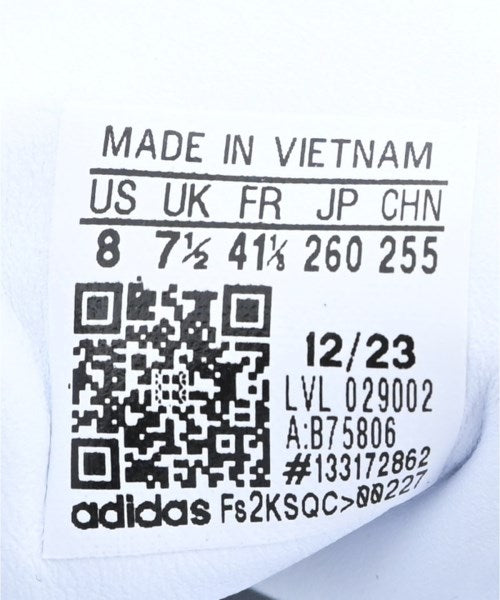 MADE IN VIETNAM
US UK FR JP CHN
8 7½ 41⅓ 260 255
12/23
LVL 029002
A:B75806
#133172862
adidas Fs2KSQC>00227